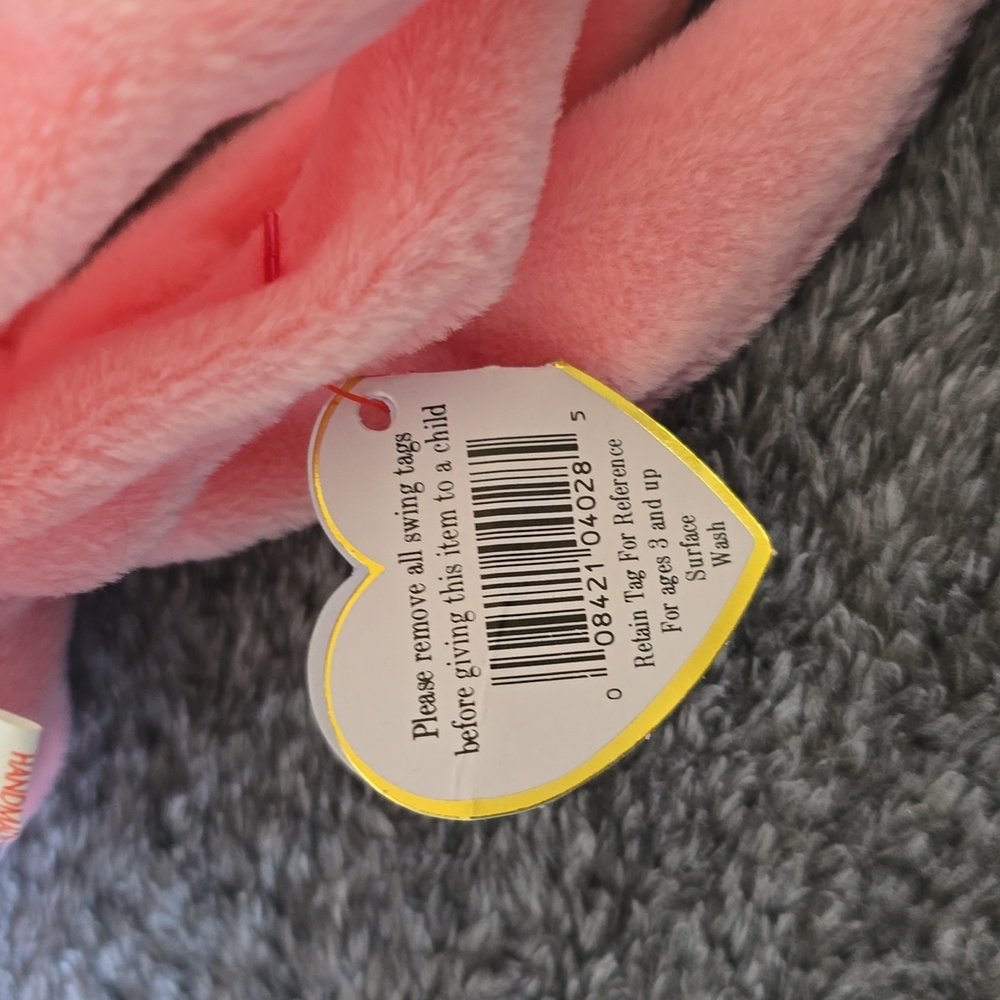 Please remove all swing tags
before giving this item to a child
0 08421 04028 5
Retain Tag For Reference
For ages 3 and up
Surface
Wash